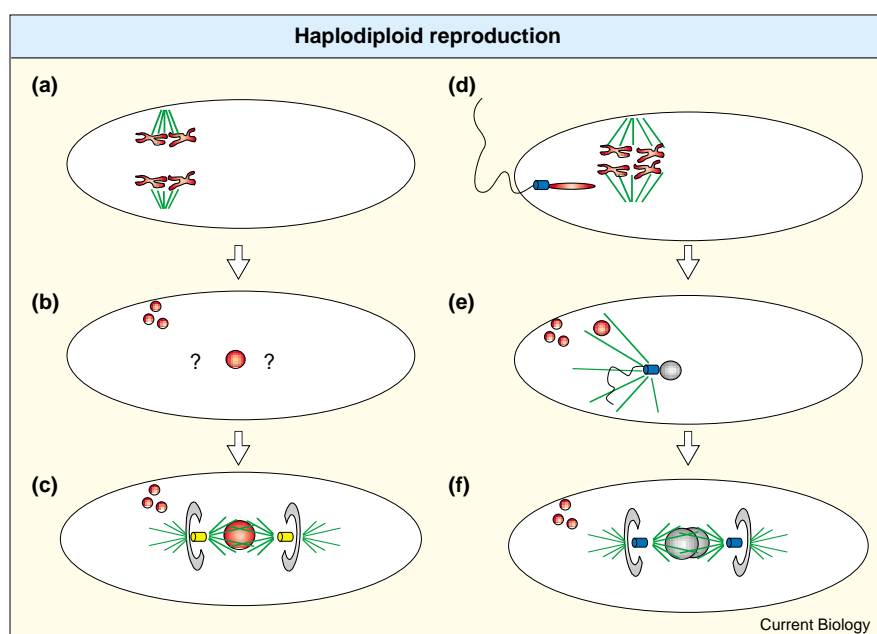 Haplodiploid reproduction
(a)
(d)
(b)
(e)
? ?
(c)
(f)
Current Biology